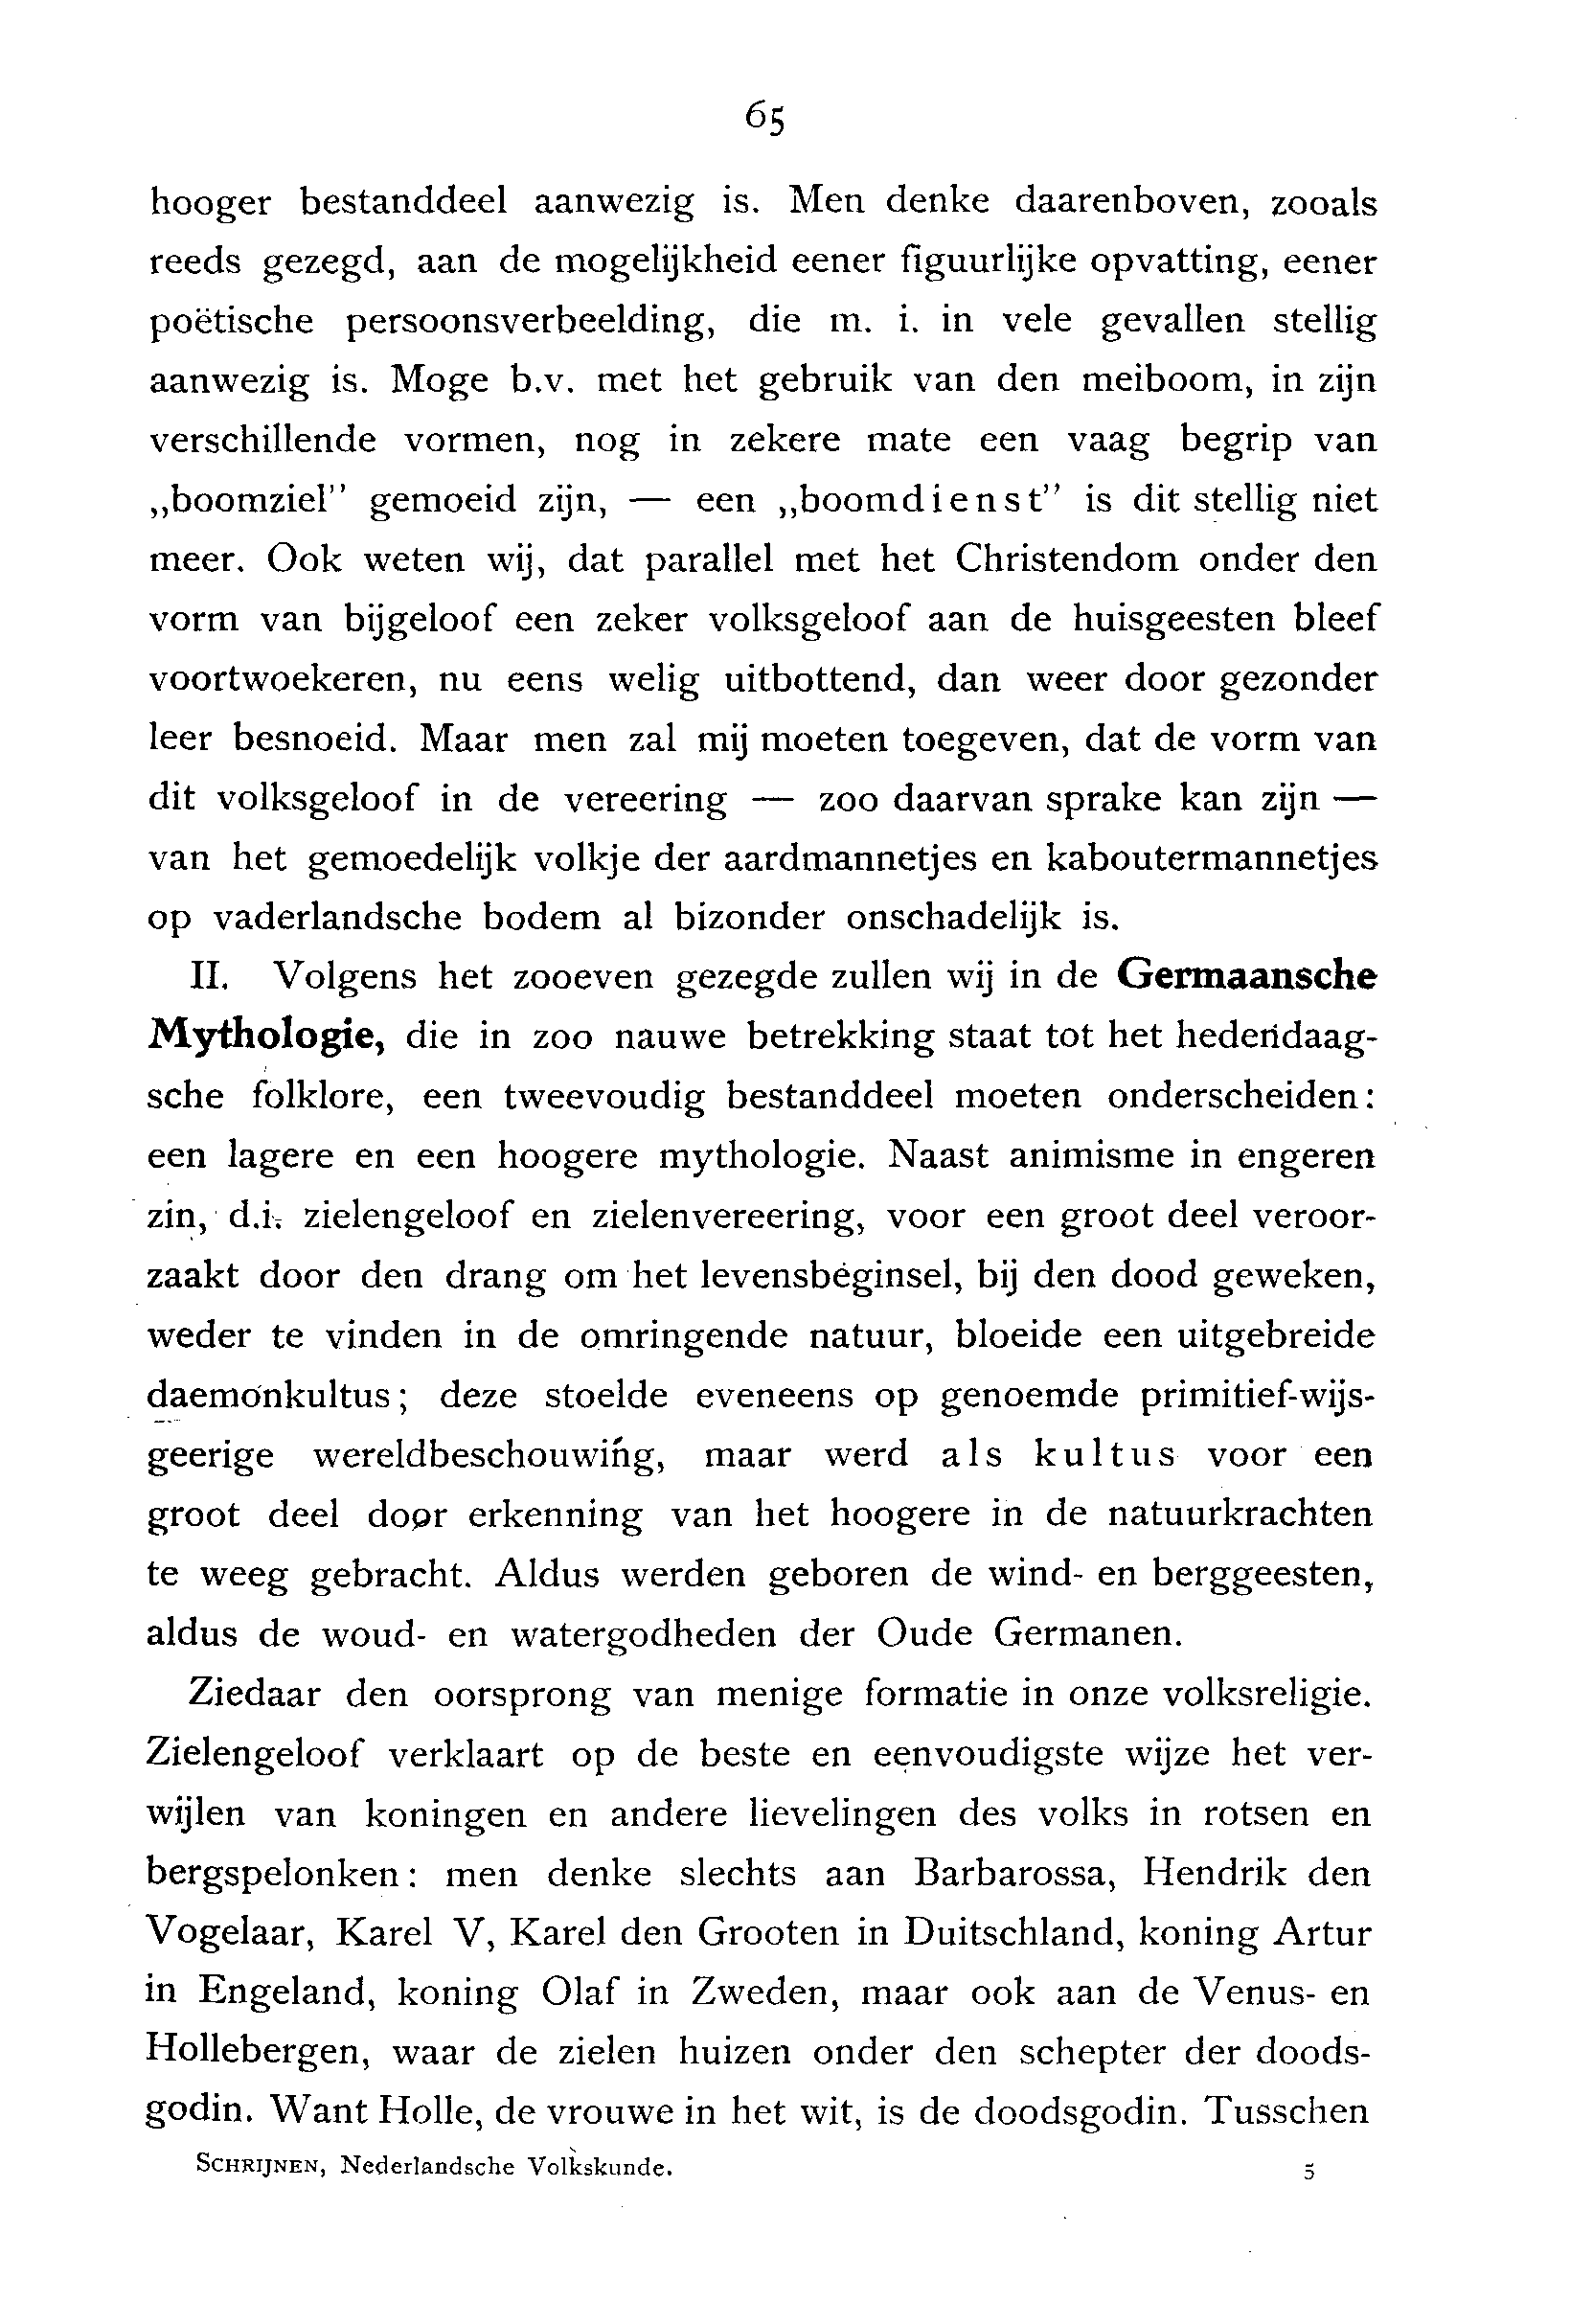 65
hooger bestanddeel aanwezig is. Men denke daarenboven, zooals
reeds gezegd, aan de mogelijkheid eener figuurlijke opvatting, eener
poëtische persoonsverbeelding, die m. i. in vele gevallen stellig
aanwezig is. Moge b.v. met het gebruik van den meiboom, in zijn
verschillende vormen, nog in zekere mate een vaag begrip van
„boomziel” gemoeid zijn, — een „boomdienst” is dit stellig niet
meer. Ook weten wij, dat parallel met het Christendom onder den
vorm van bijgeloof een zeker volksgeloof aan de huisgeesten bleef
voortwoekeren, nu eens welig uitbottend, dan weer door gezonder
leer besnoeid. Maar men zal mij moeten toegeven, dat de vorm van
dit volksgeloof in de vereering — zoo daarvan sprake kan zijn —
van het gemoedelijk volkje der aardmannetjes en kaboutermannetjes
op vaderlandsche bodem al bizonder onschadelijk is.
II. Volgens het zooeven gezegde zullen wij in de Germaansche
Mythologie, die in zoo nauwe betrekking staat tot het hedendaag-
sche folklore, een tweevoudig bestanddeel moeten onderscheiden:
een lagere en een hoogere mythologie. Naast animisme in engeren
zin, d.i. zielengeloof en zielenvereering, voor een groot deel veroor-
zaakt door den drang om het levensbeginsel, bij den dood geweken,
weder te vinden in de omringende natuur, bloeide een uitgebreide
daemonkultus; deze stoelde eveneens op genoemde primitief-wijs-
geerige wereldbeschouwing, maar werd als kultus voor een
groot deel door erkenning van het hoogere in de natuurkrachten
te weeg gebracht. Aldus werden geboren de wind- en berggeesten,
aldus de woud- en watergodheden der Oude Germanen.
Ziedaar den oorsprong van menige formatie in onze volksreligie.
Zielengeloof verklaart op de beste en eenvoudigste wijze het ver-
wijlen van koningen en andere lievelingen des volks in rotsen en
bergspelonken: men denke slechts aan Barbarossa, Hendrik den
Vogelaar, Karel V, Karel den Grooten in Duitschland, koning Artur
in Engeland, koning Olaf in Zweden, maar ook aan de Venus- en
Hollebergen, waar de zielen huizen onder den schepter der doods-
godin. Want Holle, de vrouwe in het wit, is de doodsgodin. Tusschen
SCHRIJNEN, Nederlandsche Volkskunde. 5